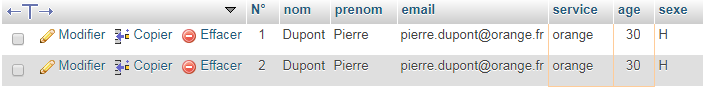 N° nom prenom email service age sexe
Modifier Copier Effacer 1 Dupont Pierre pierre.dupont@orange.fr orange 30 H
Modifier Copier Effacer 2 Dupont Pierre pierre.dupont@orange.fr orange 30 H